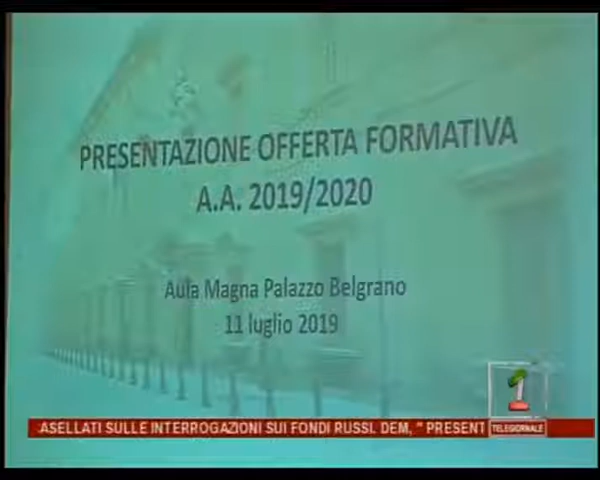 PRESENTAZIONE OFFERTA FORMATIVA
A.A. 2019/2020
Aula Magna Palazzo Belgrano
11 luglio 2019
1
ASELLATI SULLE INTERROGAZIONI SUI FONDI RUSSI. DEM, " PRESENT
TELEGIORNALE